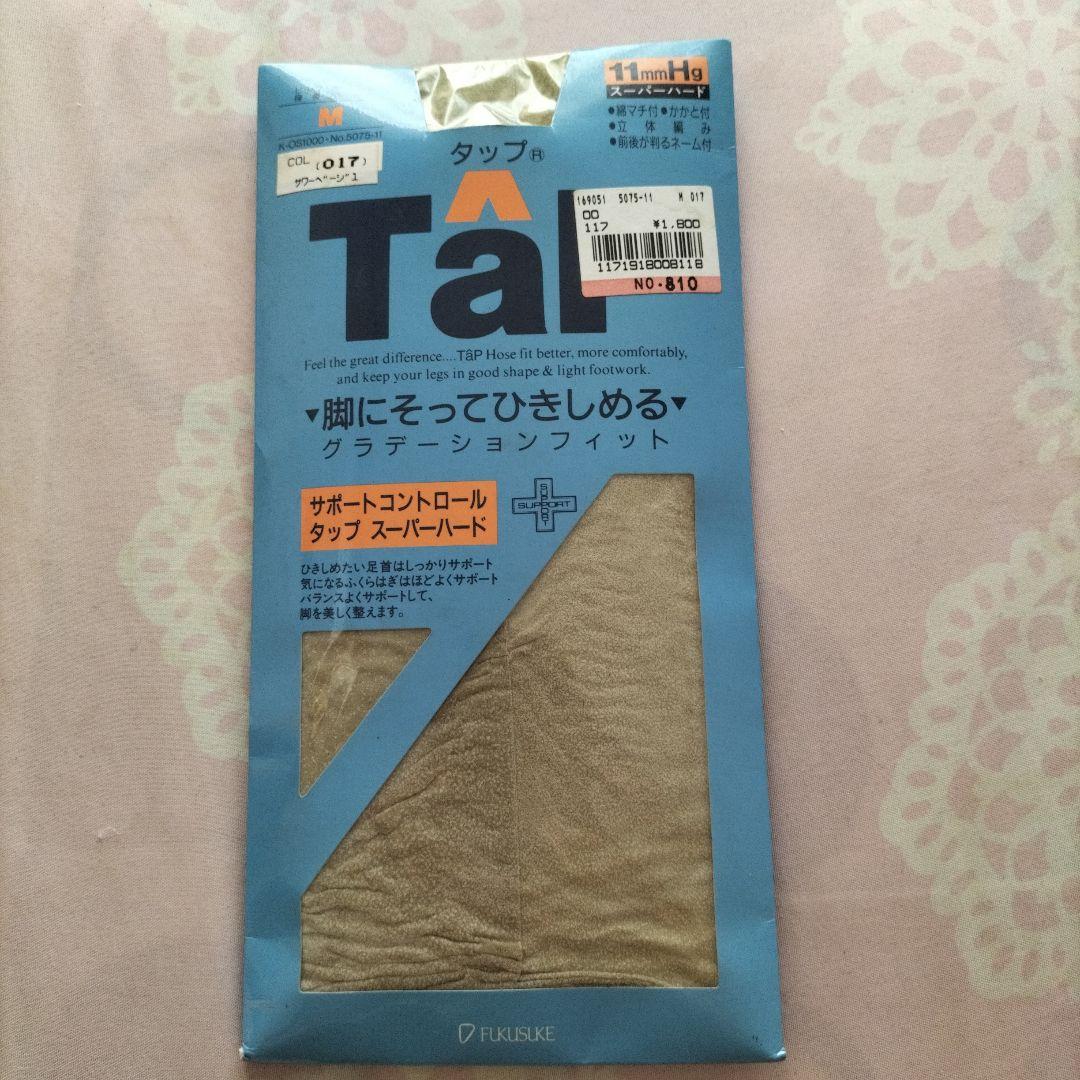 M
K-OS1000・No.5075-11
COL (017)
サワーベージュ
11mmHg
スーパーハード
●綿マチ付●かかと付
●立体編み
●前後が判るネーム付
タップ®
Tâ
169051 5075-11 M 017
00
117 ¥1,800
1171918008118
NO.810
Feel the great difference....TâP Hose fit better, more comfortably,
and keep your legs in good shape & light footwork.
▼脚にそってひきしめる▼
グラデーションフィット
サポートコントロール
タップ スーパーハード
SUPPORT
SUPPORT
ひきしめたい足首はしっかりサポート
気になるふくらはぎはほどよくサポート
バランスよくサポートして、
脚を美しく整えます。
FUKUSUKE